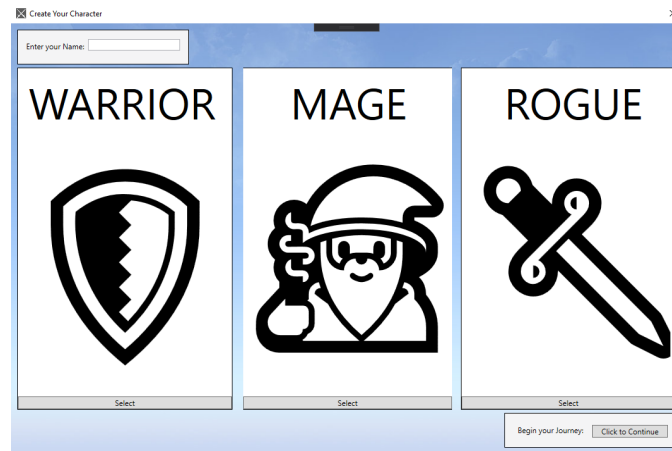 Create Your Character
Enter your Name:
WARRIOR
MAGE
ROGUE
Select
Select
Select
Begin your Journey:
Click to Continue